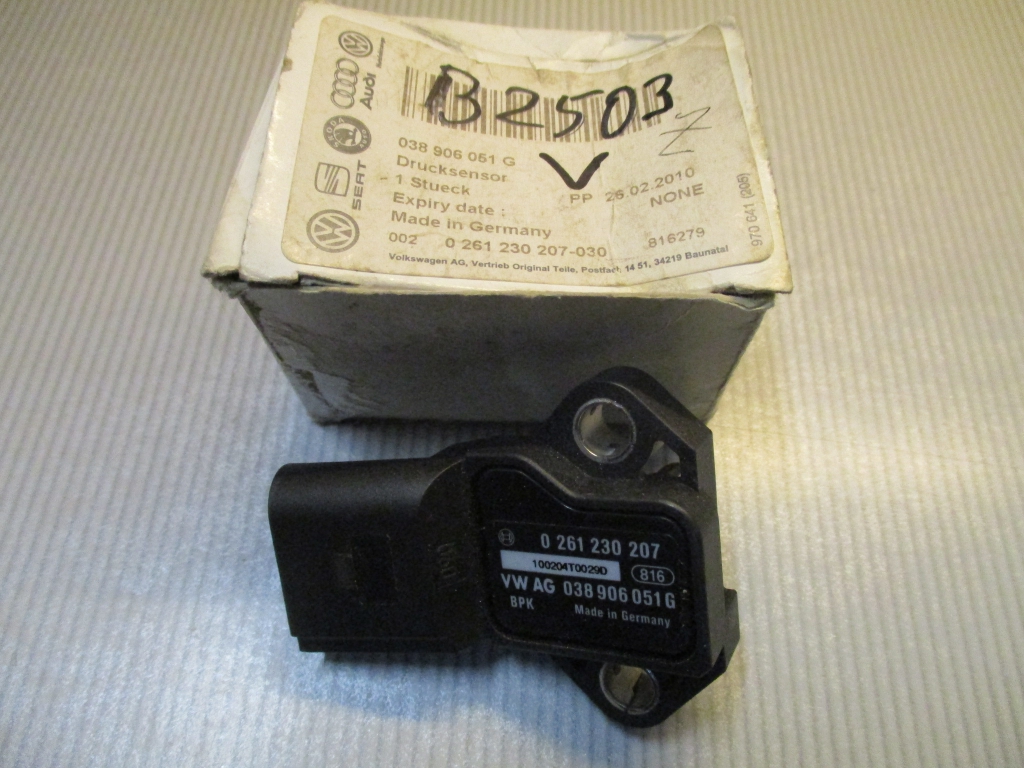 B2503
V
Z
Audi
SKODA
SEAT
038 906 051 G
Drucksensor
1 Stueck
Expiry date :
PP 26.02.2010
NONE
Made in Germany
816279
002 0 261 230 207-030
Volkswagen AG, Vertrieb Original Teile, Postfach 14 51, 34219 Baunatal
970 641 (205)
0 261 230 207
100204T0029D
816
VW AG 038 906 051 G
BPK Made in Germany